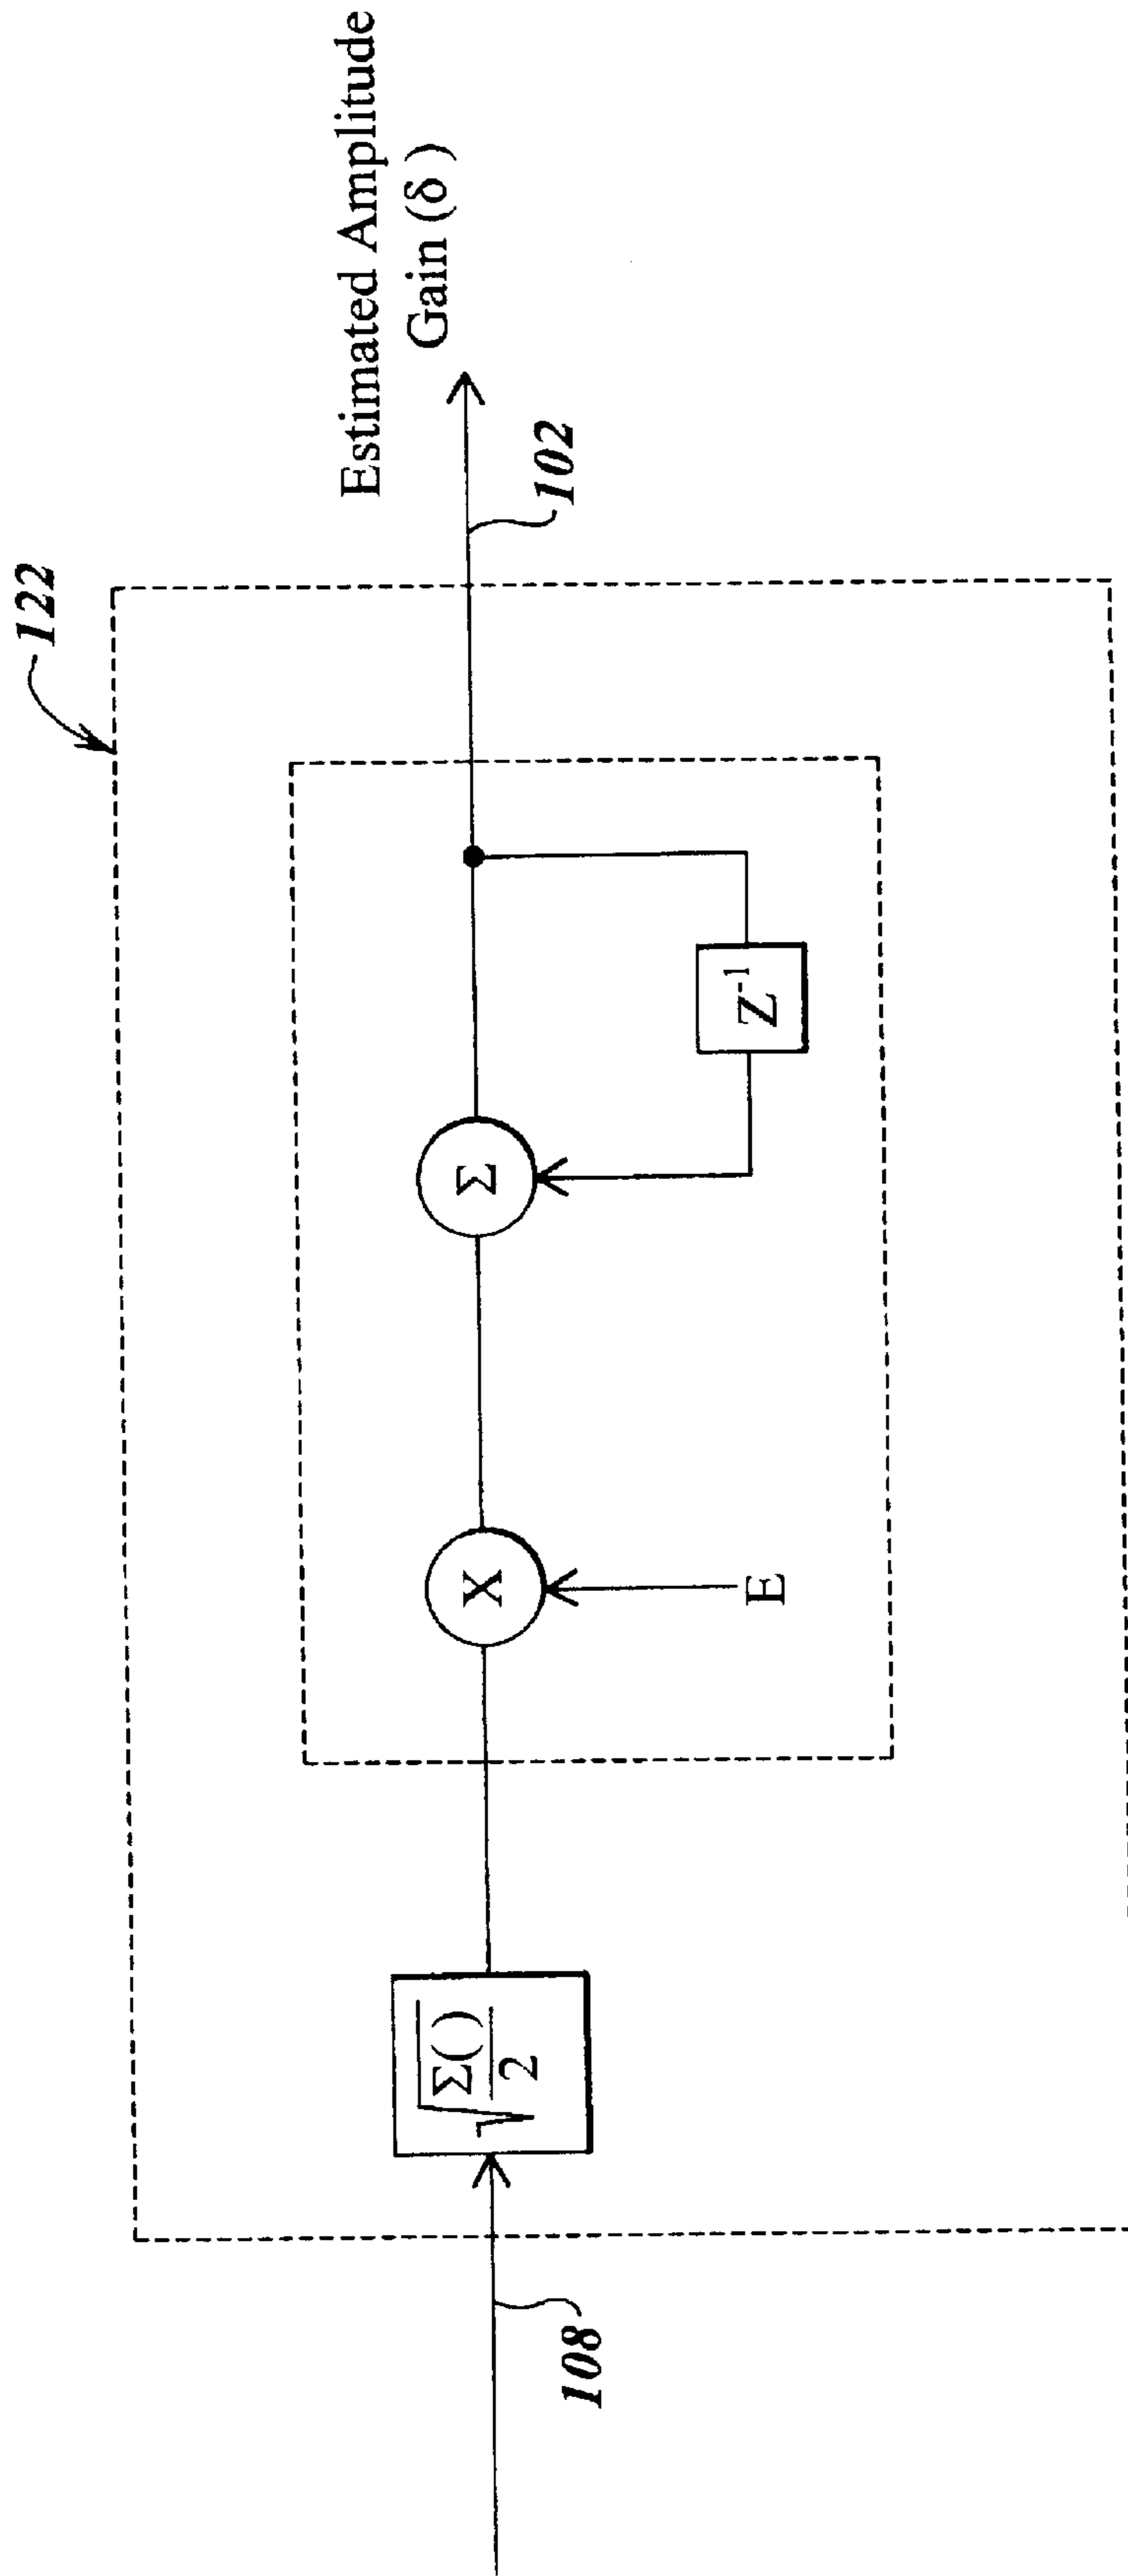 122
Estimated Amplitude
Gain (δ)
102
108
√Σ()
2
X
E
Σ
Z⁻¹